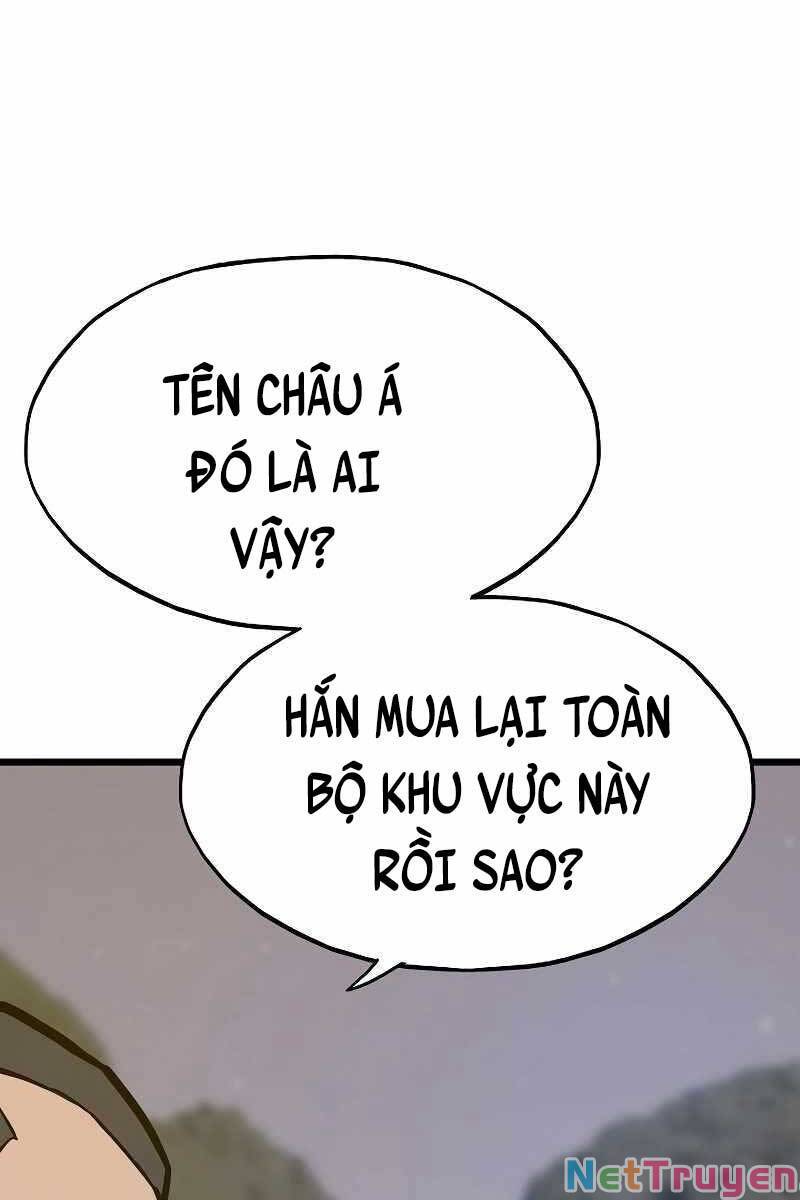 TÊN CHÂU Á
ĐÓ LÀ AI
VẬY?
HẮN MUA LẠI TOÀN
BỘ KHU VỰC NÀY
RỒI SAO?
NetTruyen